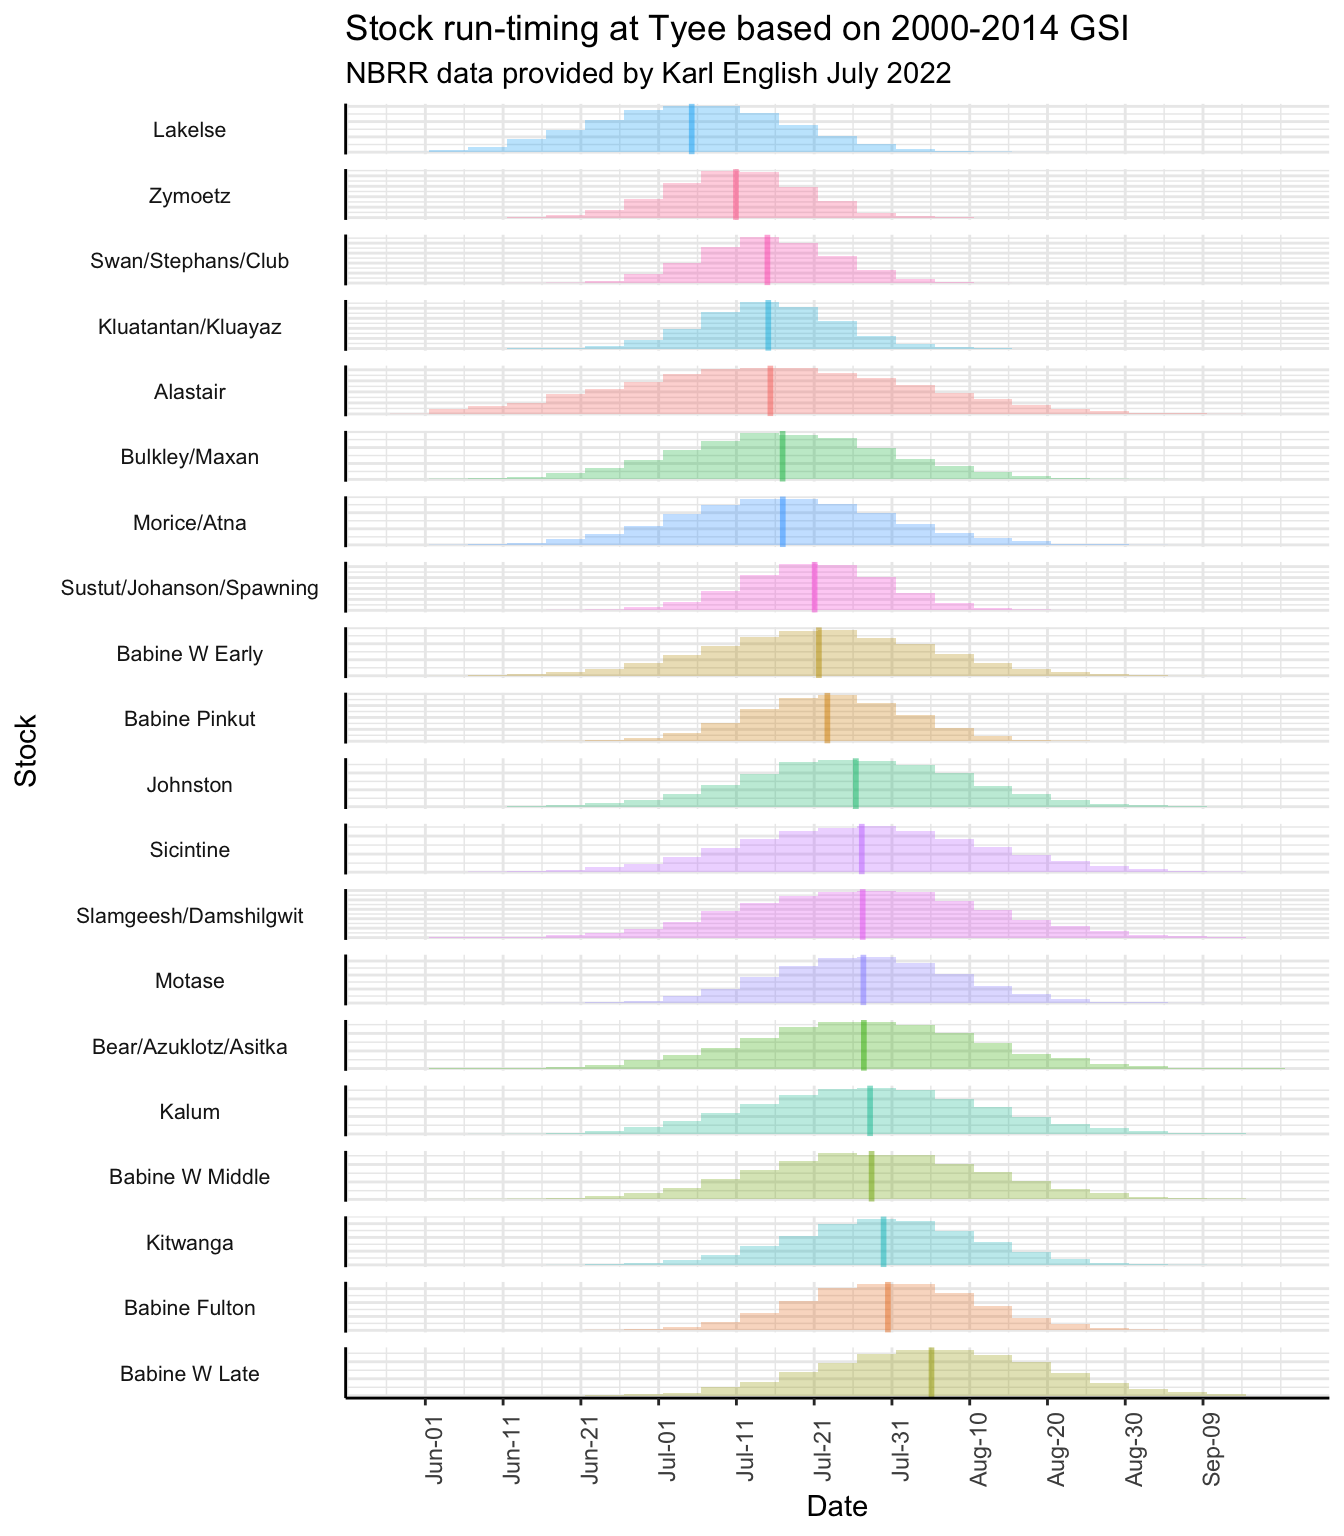 Stock run-timing at Tyee based on 2000-2014 GSI
NBRR data provided by Karl English July 2022
Lakelse
Zymoetz
Swan/Stephans/Club
Kluatantan/Kluayaz
Alastair
Bulkley/Maxan
Morice/Atna
Sustut/Johanson/Spawning
Babine W Early
Babine Pinkut
Johnston
Sicintine
Slamgeesh/Damshilgwit
Motase
Bear/Azuklotz/Asitka
Kalum
Babine W Middle
Kitwanga
Babine Fulton
Babine W Late
Stock
Jun-01
Jun-11
Jun-21
Jul-01
Jul-11
Jul-21
Jul-31
Aug-10
Aug-20
Aug-30
Sep-09
Date